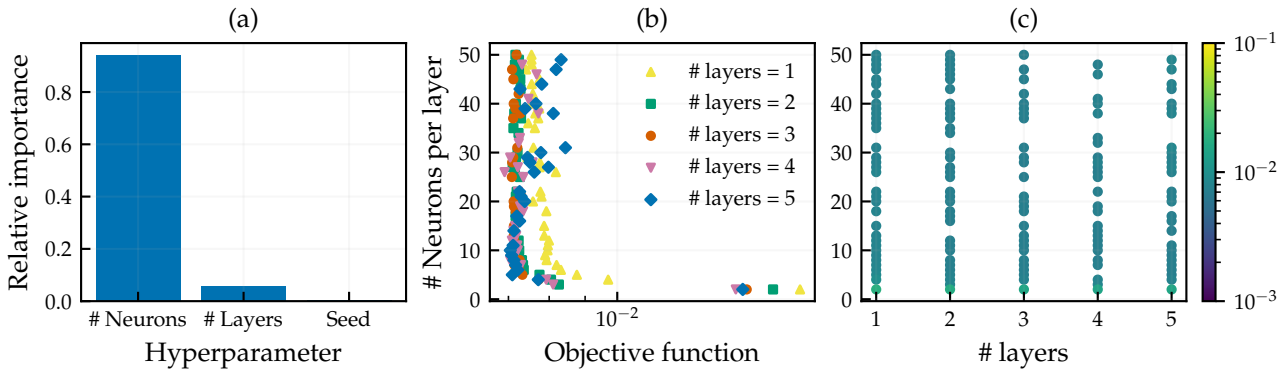 (a)
Relative importance
0.8
0.6
0.4
0.2
0.0
# Neurons
# Layers
Seed
Hyperparameter
(b)
# Neurons per layer
50
40
30
20
10
0
# layers = 1
# layers = 2
# layers = 3
# layers = 4
# layers = 5
10⁻²
Objective function
(c)
50
40
30
20
10
0
1
2
3
4
5
# layers
10⁻¹
10⁻²
10⁻³